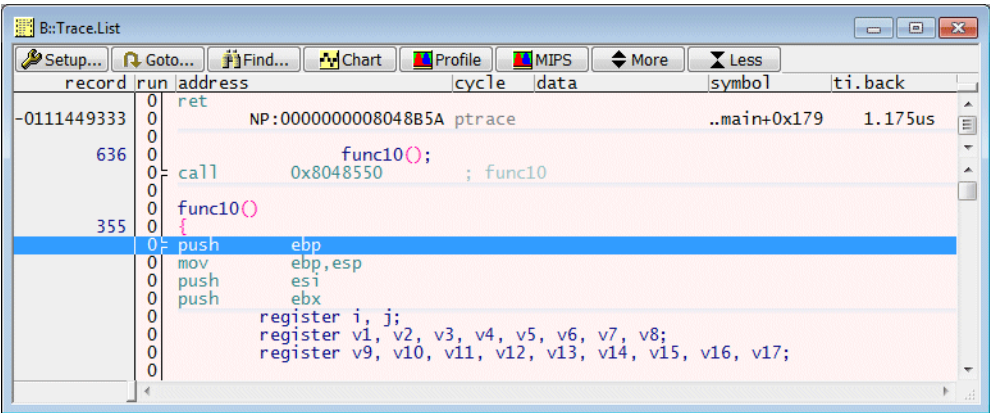 B::Trace.List
Setup... Goto... Find... Chart Profile MIPS More Less
record run address cycle data symbol ti.back
0 ret
-0111449333 0 NP:0000000008048B5A ptrace ..main+0x179 1.175us
0
636 0 func10();
0 call 0x8048550 ; func10
0
0 func10()
355 0 {
0 push ebp
0 mov ebp,esp
0 push esi
0 push ebx
0 register i, j;
0 register v1, v2, v3, v4, v5, v6, v7, v8;
0 register v9, v10, v11, v12, v13, v14, v15, v16, v17;
0